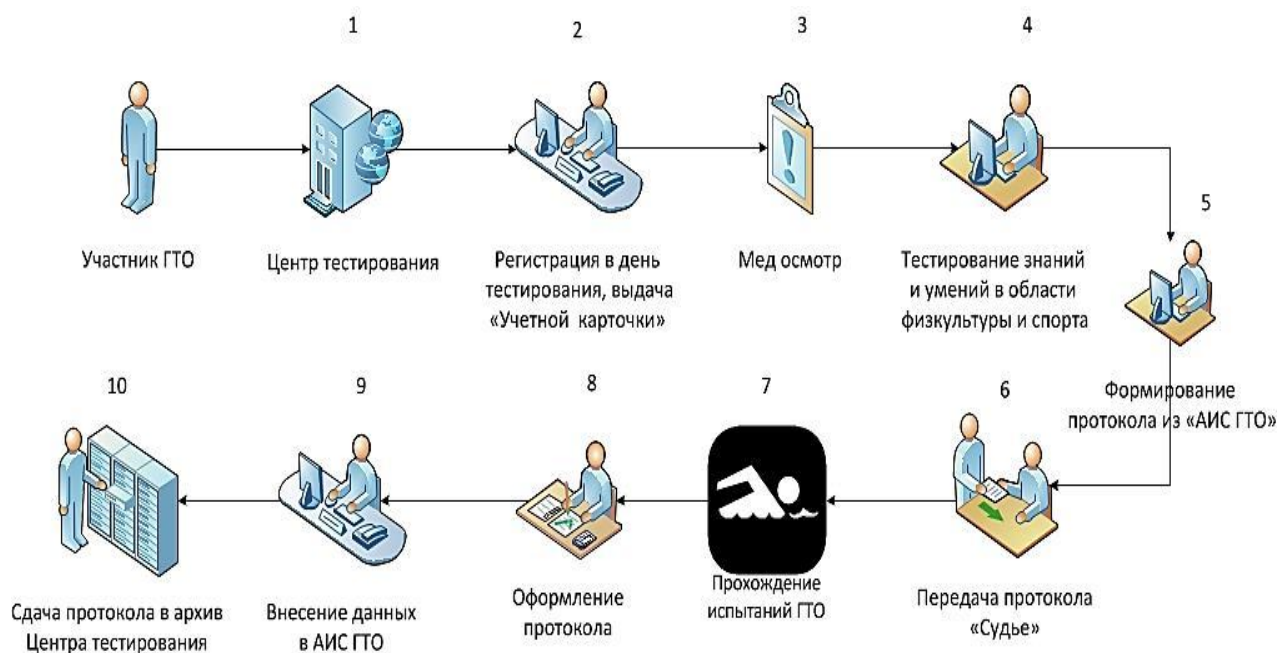 1
2
3
4
Участник ГТО
Центр тестирования
Регистрация в день
тестирования, выдача
«Учетной карточки»
Мед осмотр
Тестирование знаний
и умений в области
физкультуры и спорта
5
Формирование
протокола из «АИС ГТО»
6
Передача протокола
«Судье»
7
Прохождение
испытаний ГТО
8
Оформление
протокола
9
Внесение данных
в АИС ГТО
10
Сдача протокола в архив
Центра тестирования